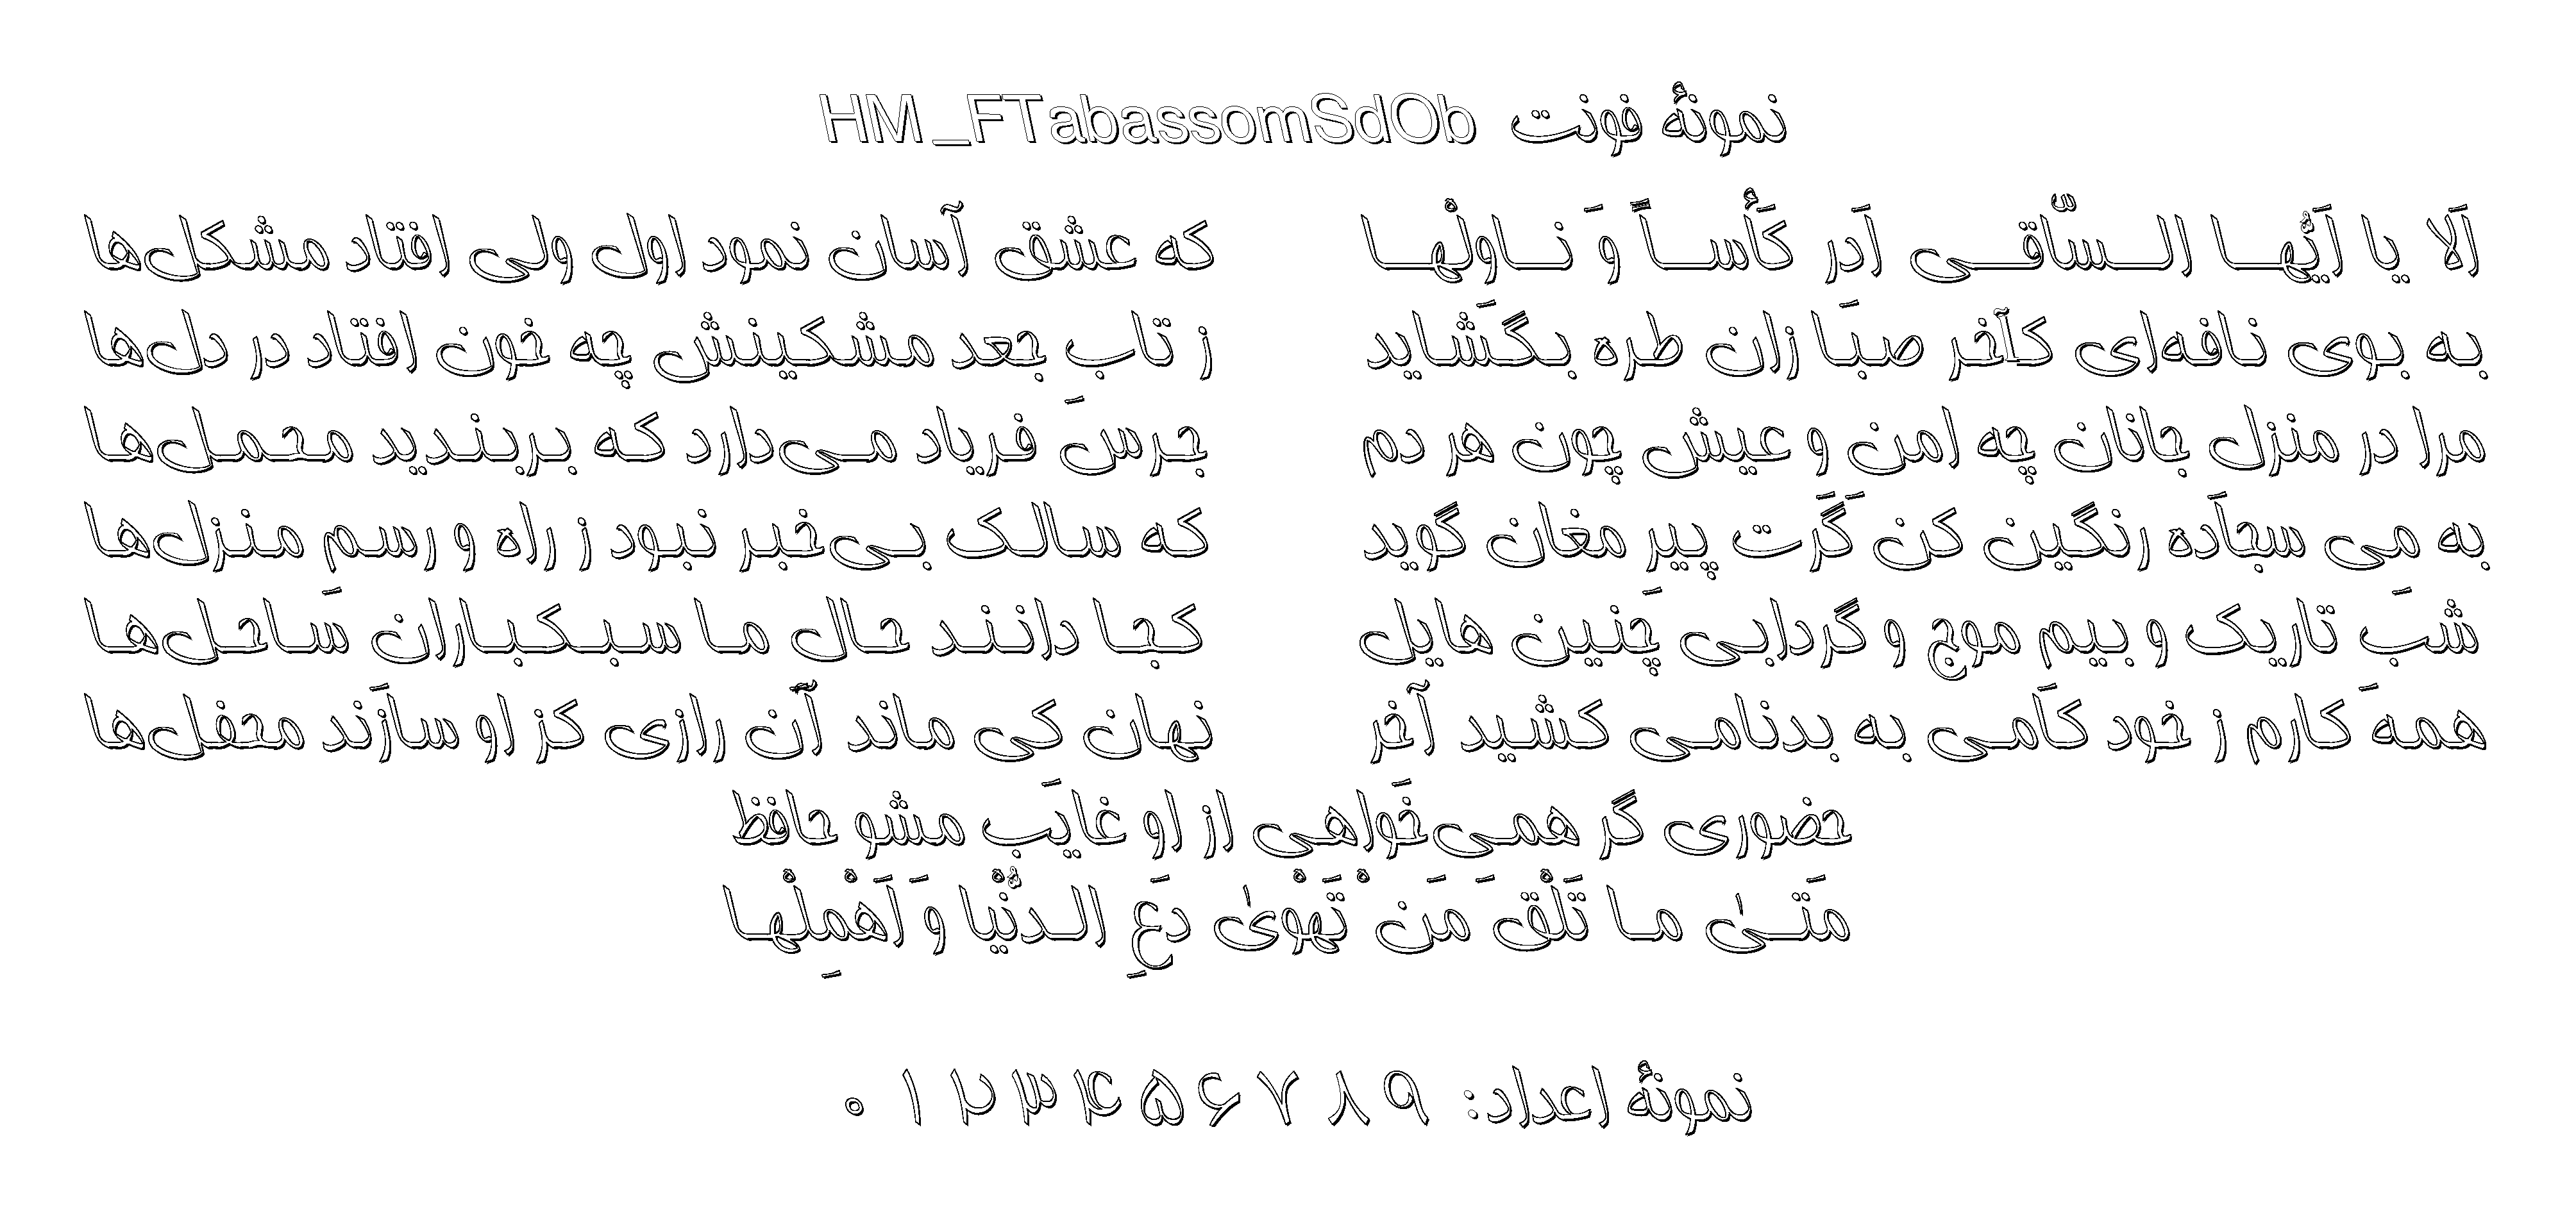 نمونهٔ فونت HM_FTabassomSdOb
اَلا یا اَیُّها السّاقی اَدَر کَأساً وَ ناوِلْها که عشق آسان نمود اول ولی افتاد مشکل‌ها
به بوی نافه‌ای کآخر صبا زان طره بگشاید ز تابِ جعد مشکینش چه خون افتاد در دل‌ها
مرا در منزل جانان چه امن و عیش چون هر دم جرس فریاد می‌دارد که بربندید محمل‌ها
به می سجاده رنگین کن گرت پیرِ مغان گوید که سالک بی‌خبر نبود ز راه و رسمِ منزل‌ها
شبِ تاریک و بیم موج و گردابی چنین هایل کجا دانند حال ما سبکباران ساحل‌ها
همه کارم ز خود کامی به بدنامی کشید آخر نهان کی ماند آن رازی کز او سازند محفل‌ها
حضوری گر همی‌خواهی از او غایب مشو حافظ
مَتیٰ ما تَلْقَ مَنْ تَهْویٰ دَعِ الدُّنْیا وَ اَهْمِلْها
نمونهٔ اعداد: ۹ ۸ ۷ ۶ ۵ ۴ ۳ ۲ ۱ ۰